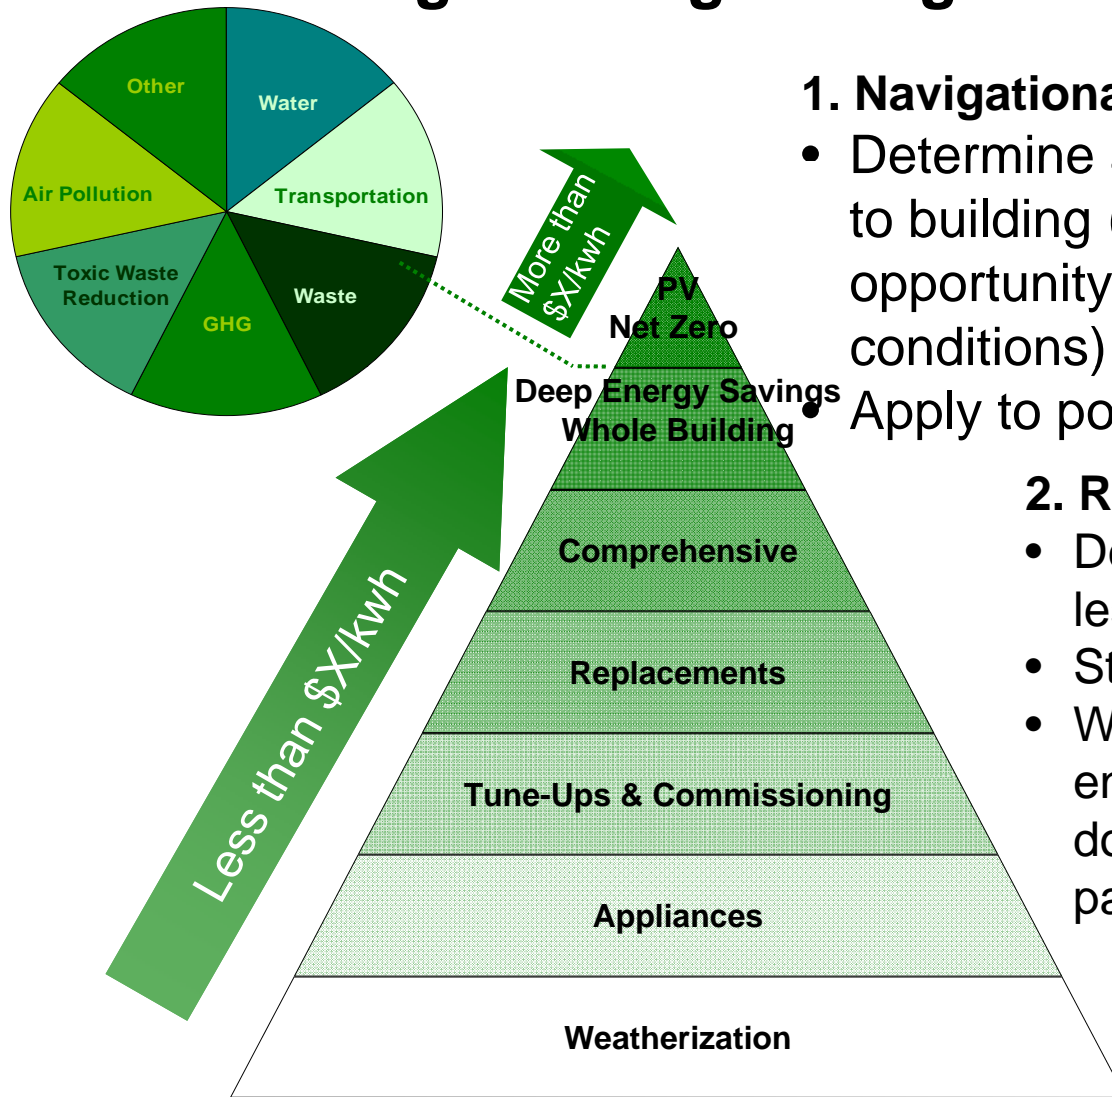 Other
Water
Air Pollution
Transportation
Toxic Waste
Reduction
Waste
GHG
More than
$X/kwh
Less than $X/kwh
PV
Net Zero
Deep Energy Savings
Whole Building
Comprehensive
Replacements
Tune-Ups & Commissioning
Appliances
Weatherization
1. Navigationa
• Determine
to building
opportunity
conditions)
• Apply to po
2. R
• De
les
• St
• W
en
do
pa